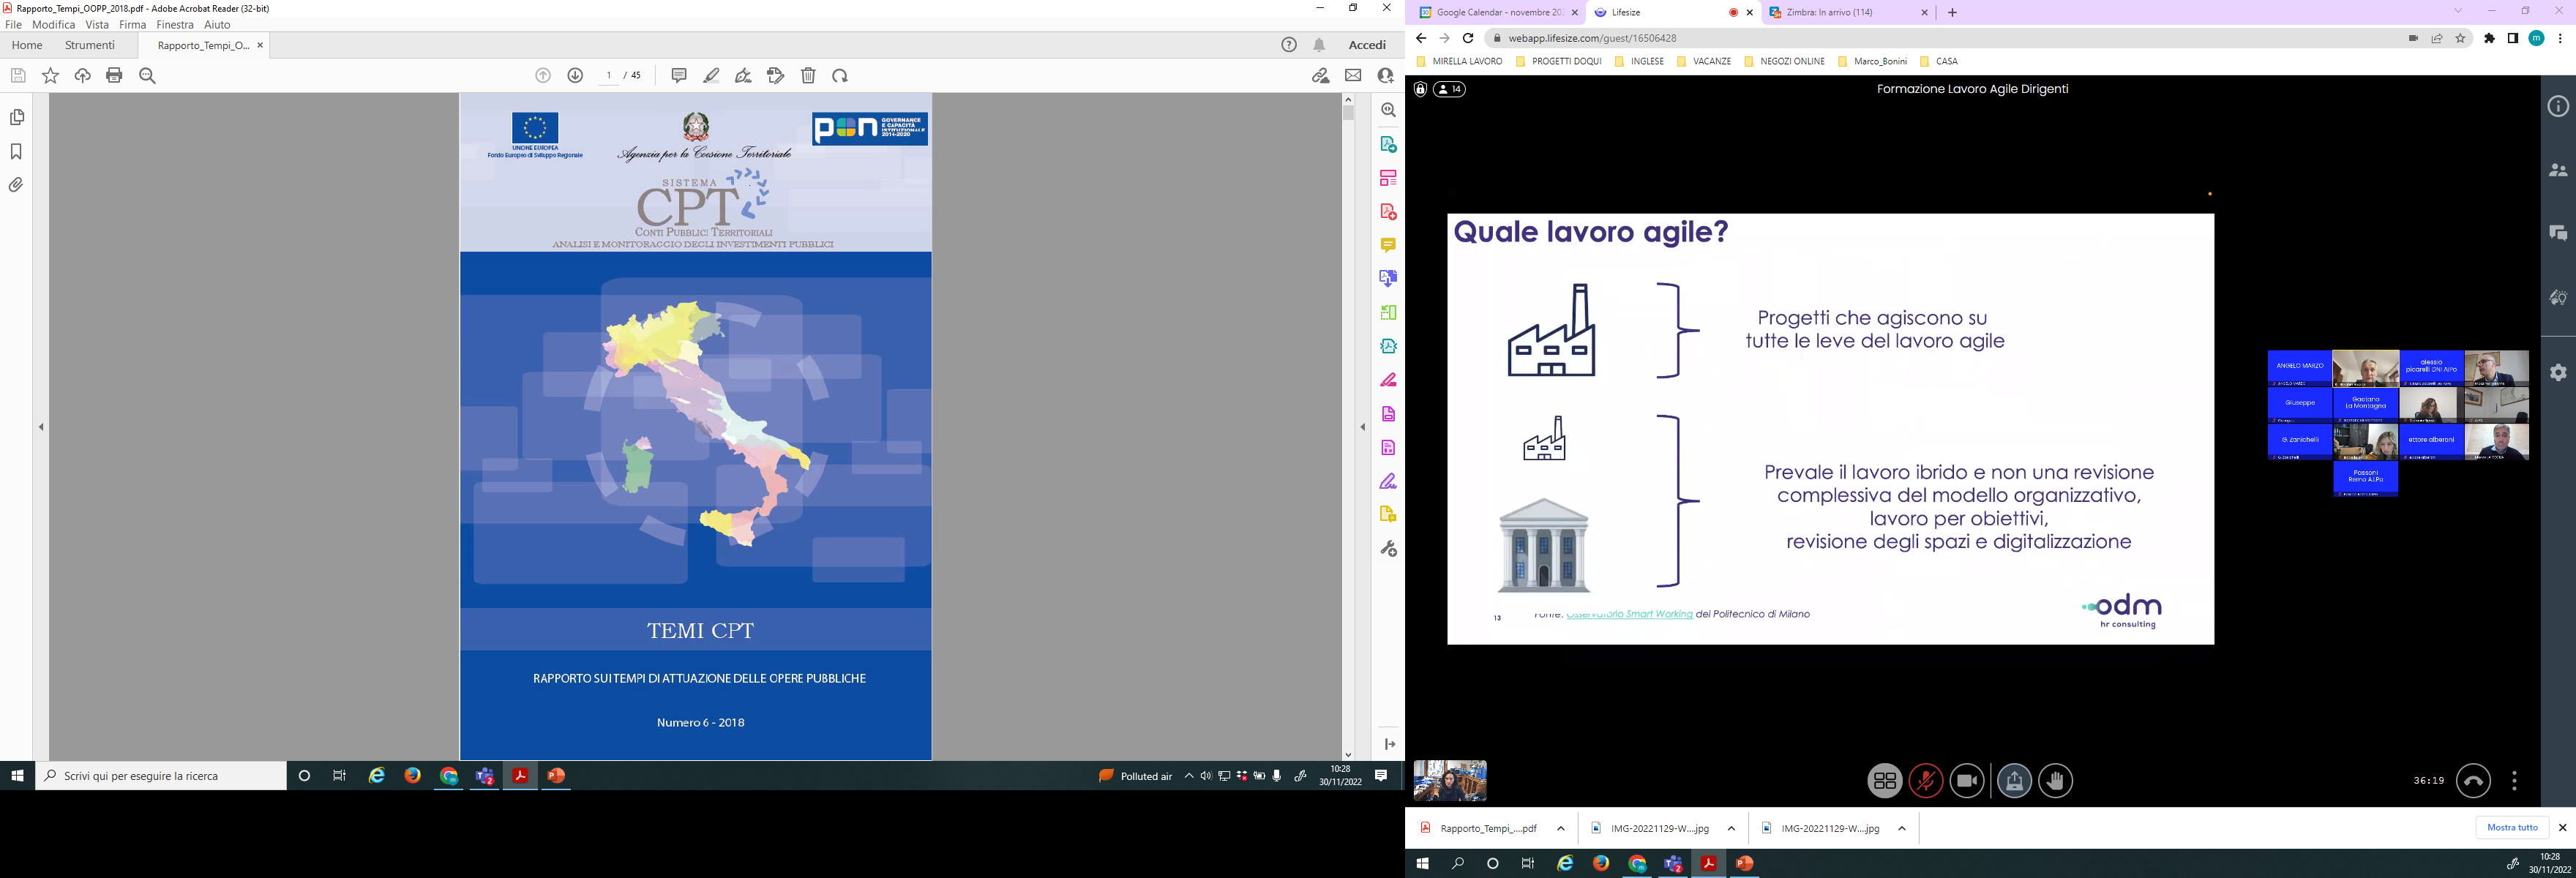 Rapporto_Tempi_OOPP_2018.pdf - Adobe Acrobat Reader (32-bit)
File Modifica Vista Firma Finestra Aiuto
Home Strumenti Rapporto_Tempi_O... Accedi
1 / 45
UNIONE EUROPEA
Fondo Europeo di Sviluppo Regionale
Agenzia per la Coesione Territoriale
pon GOVERNANCE
E CAPACITÀ
ISTITUZIONALE
2014-2020
SISTEMA
CPT
CONTI PUBBLICI TERRITORIALI
ANALISI E MONITORAGGIO DEGLI INVESTIMENTI PUBBLICI
TEMI CPT
RAPPORTO SUI TEMPI DI ATTUAZIONE DELLE OPERE PUBBLICHE
Numero 6 - 2018
Scrivi qui per eseguire la ricerca
Polluted air
10:28
30/11/2022
Google Calendar - novembre 202
Lifesize
Zimbra: In arrivo (114)
webapp.lifesize.com/guest/16506428
MIRELLA LAVORO PROGETTI DOQUI INGLESE VACANZE NEGOZI ONLINE Marco_Bonini CASA
14
Formazione Lavoro Agile Dirigenti
Quale lavoro agile?
Progetti che agiscono su
tutte le leve del lavoro agile
Prevale il lavoro ibrido e non una revisione
complessiva del modello organizzativo,
lavoro per obiettivi,
revisione degli spazi e digitalizzazione
13
Fonte: Osservatorio Smart Working del Politecnico di Milano
odm
hr consulting
ANGELO MARZO
alessio
picarelli DNI AIPo
Giuseppe
Gaetano
La Montagna
G. Zanichelli
ettore alberani
Passoni
Remo A.I.Po
36:19
Rapporto_Tempi_....pdf
IMG-20221129-W....jpg
IMG-20221129-W....jpg
Mostra tutto
10:28
30/11/2022